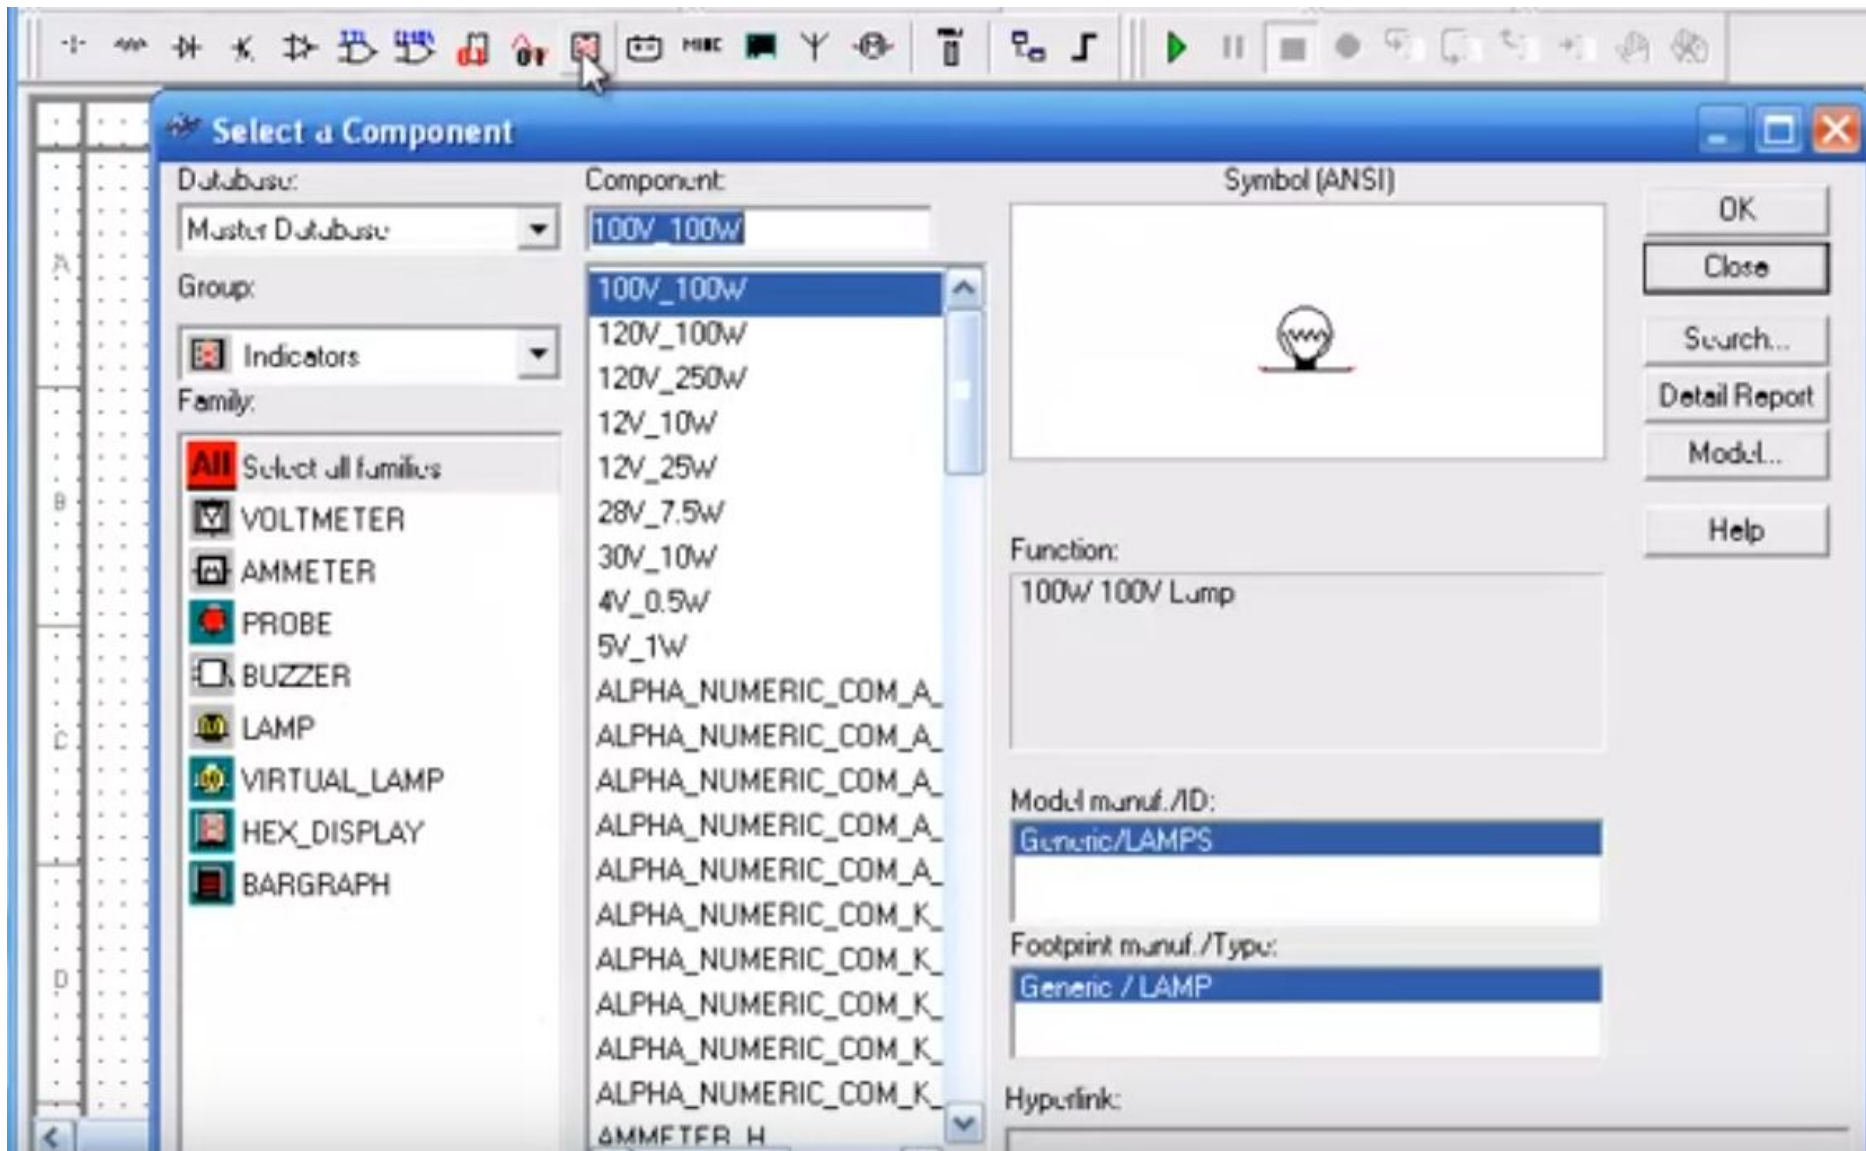 MISC
Select a Component
Database:
Master Database
Group:
Indicators
Family:
All Select all families
VOLTMETER
AMMETER
PROBE
BUZZER
LAMP
VIRTUAL_LAMP
HEX_DISPLAY
BARGRAPH
Component:
100V_100W
100V_100W
120V_100W
120V_250W
12V_10W
12V_25W
28V_7.5W
30V_10W
4V_0.5W
5V_1W
ALPHA_NUMERIC_COM_A_
ALPHA_NUMERIC_COM_A_
ALPHA_NUMERIC_COM_A_
ALPHA_NUMERIC_COM_A_
ALPHA_NUMERIC_COM_A_
ALPHA_NUMERIC_COM_K_
ALPHA_NUMERIC_COM_K_
ALPHA_NUMERIC_COM_K_
ALPHA_NUMERIC_COM_K_
ALPHA_NUMERIC_COM_K_
AMMETER_H
Symbol (ANSI)
Function:
100W 100V Lamp
Model manuf./ID:
Generic/LAMPS
Footprint manuf./Type:
Generic / LAMP
Hyperlink:
OK
Close
Search...
Detail Report
Model...
Help
A
B
C
D